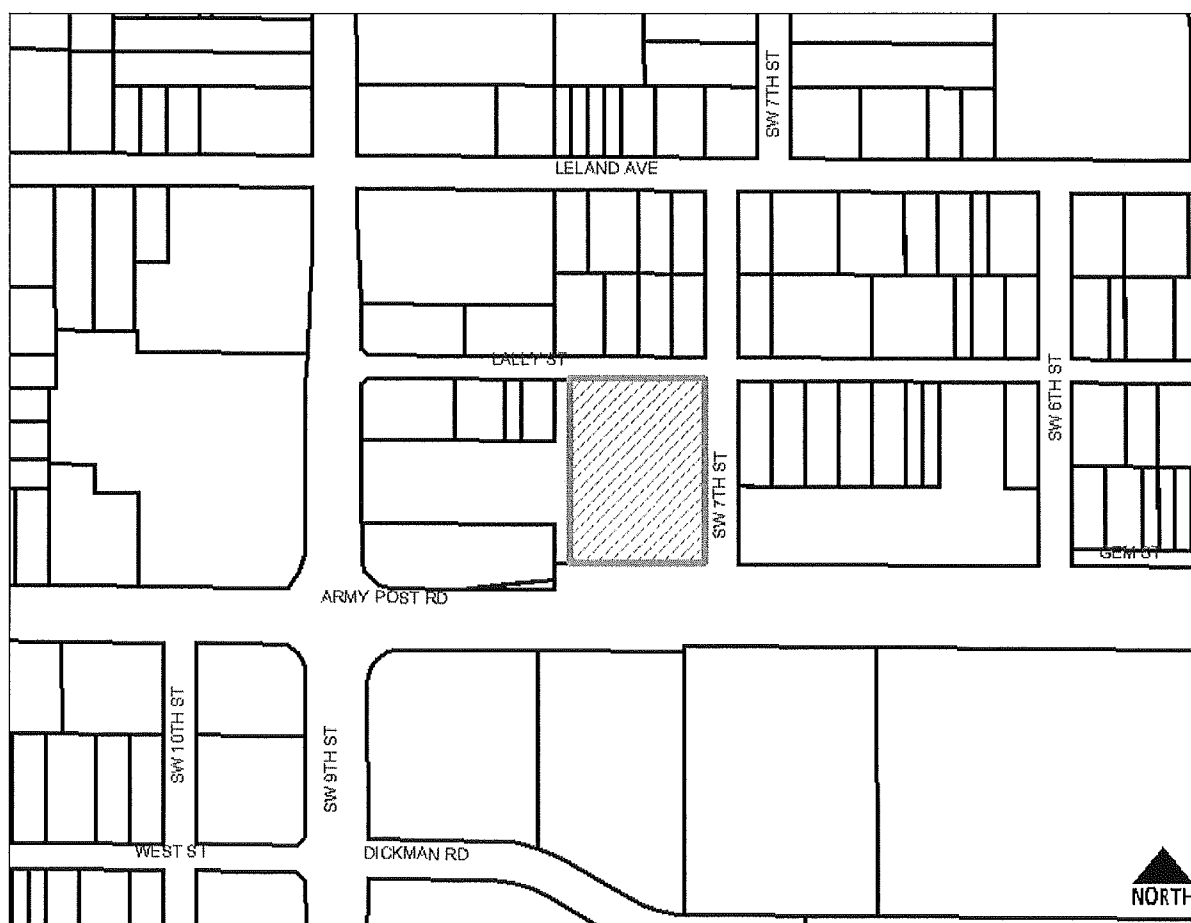 SW 7TH ST
LELAND AVE
LALLY ST
SW 6TH ST
SW 7TH ST
GEM ST
ARMY POST RD
SW 10TH ST
SW 9TH ST
WEST ST
DICKMAN RD
NORTH